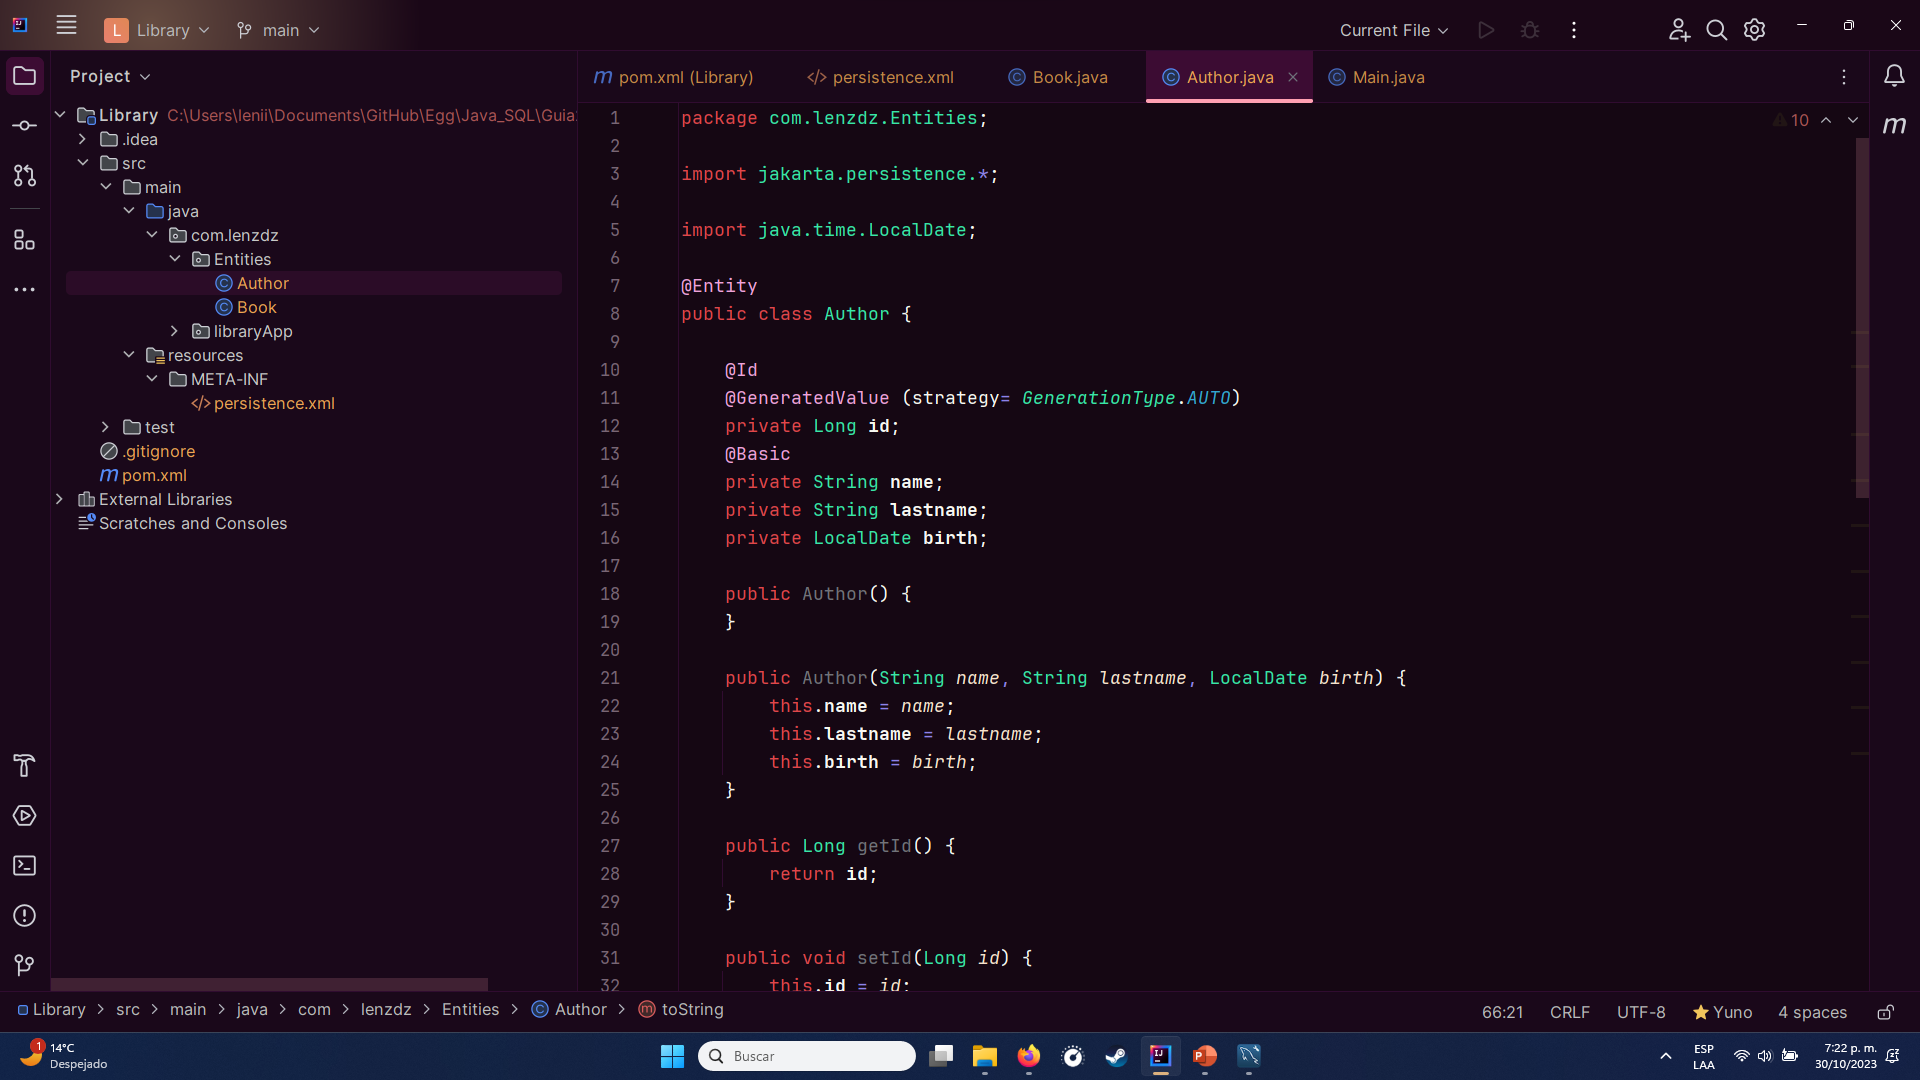 L Library main Current File
Project
pom.xml (Library) persistence.xml Book.java Author.java Main.java
Library C:\Users\lenii\Documents\GitHub\Egg\Java_SQL\Guia
.idea
src
main
java
com.lenzdz
Entities
Author
Book
libraryApp
resources
META-INF
persistence.xml
test
.gitignore
pom.xml
External Libraries
Scratches and Consoles
10
1 package com.lenzdz.Entities;
2
3 import jakarta.persistence.*;
4
5 import java.time.LocalDate;
6
7 @Entity
8 public class Author {
9
10 @Id
11 @GeneratedValue (strategy= GenerationType.AUTO)
12 private Long id;
13 @Basic
14 private String name;
15 private String lastname;
16 private LocalDate birth;
17
18 public Author() {
19 }
20
21 public Author(String name, String lastname, LocalDate birth) {
22 this.name = name;
23 this.lastname = lastname;
24 this.birth = birth;
25 }
26
27 public Long getId() {
28 return id;
29 }
30
31 public void setId(Long id) {
32 this.id = id;
Library > src > main > java > com > lenzdz > Entities > Author > toString
66:21 CRLF UTF-8 Yuno 4 spaces
1
14°C
Despejado
Buscar
ESP
LAA
7:22 p. m.
30/10/2023